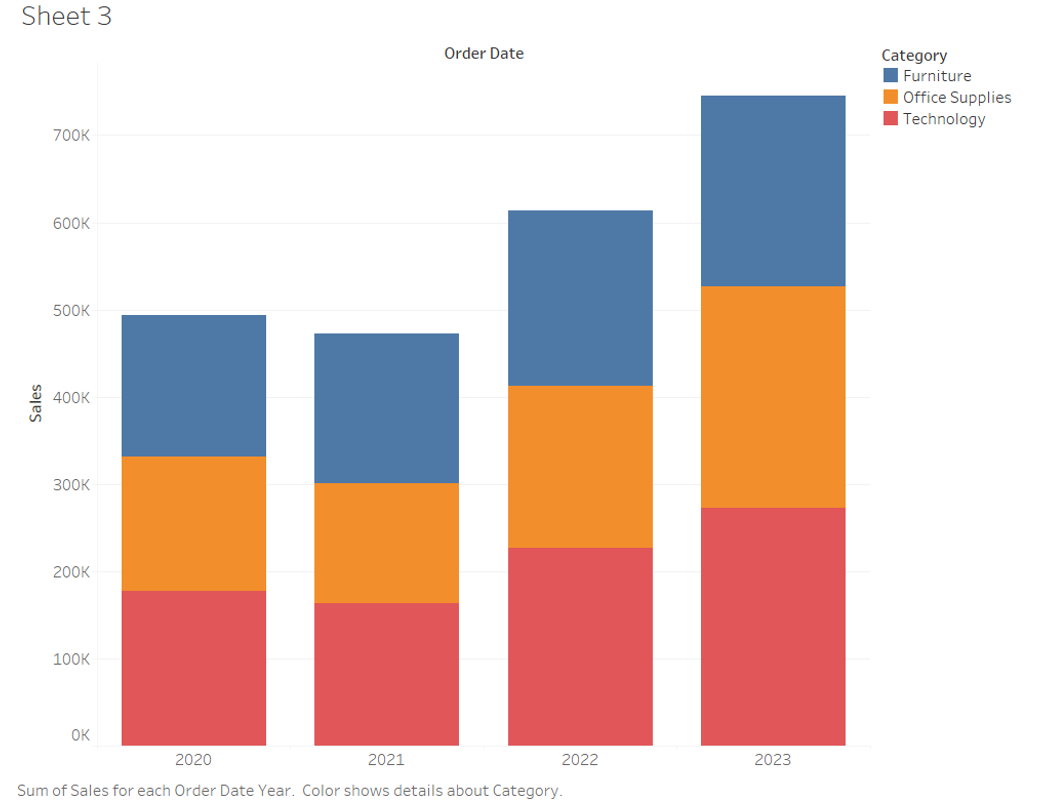 Sheet 3
Order Date
Category
Furniture
Office Supplies
Technology
700K
600K
500K
400K
300K
200K
100K
0K
Sales
2020
2021
2022
2023
Sum of Sales for each Order Date Year.  Color shows details about Category.